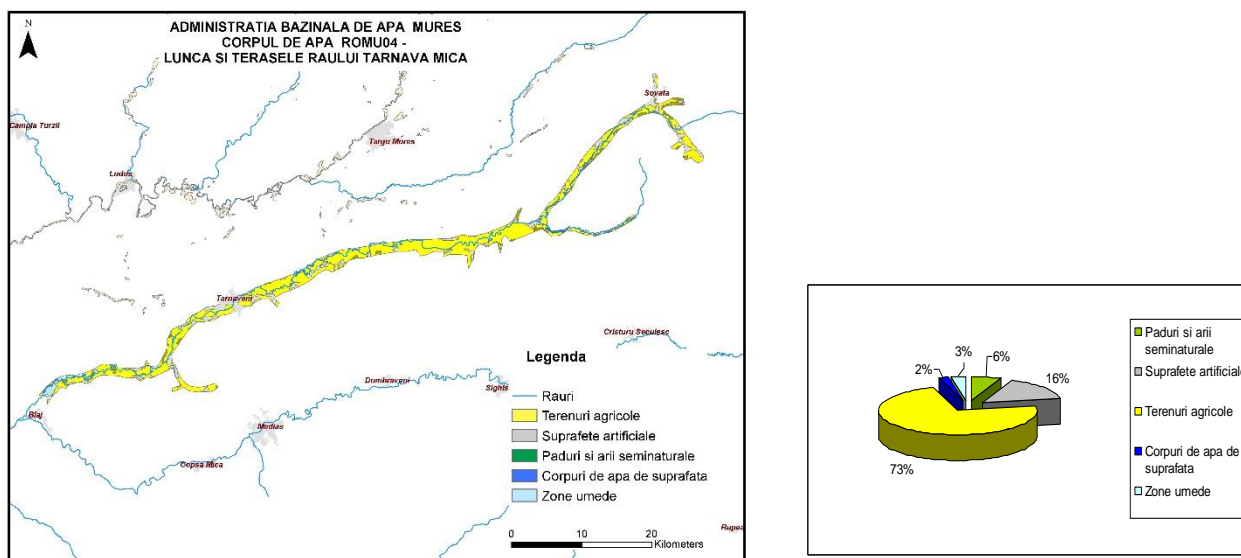 N
ADMINISTRATIA BAZINALA DE APA MURES
CORPUL DE APA ROMU04 -
LUNCA SI TERASELE RAULUI TARNAVA MICA
Sovata
Campia Turzii
Targu Mures
Ludus
Tarnaveni
Cristuru Secuiesc
Dumbraveni
Sighis
Blaj
Medias
Copsa Mica
Rupea
Legenda
Rauri
Terenuri agricole
Suprafete artificiale
Paduri si arii seminaturale
Corpuri de apa de suprafata
Zone umede
0 10 20
Kilometers
3%
6%
2%
16%
73%
Paduri si arii
seminaturale
Suprafete artificiale
Terenuri agricole
Corpuri de apa de
suprafata
Zone umede